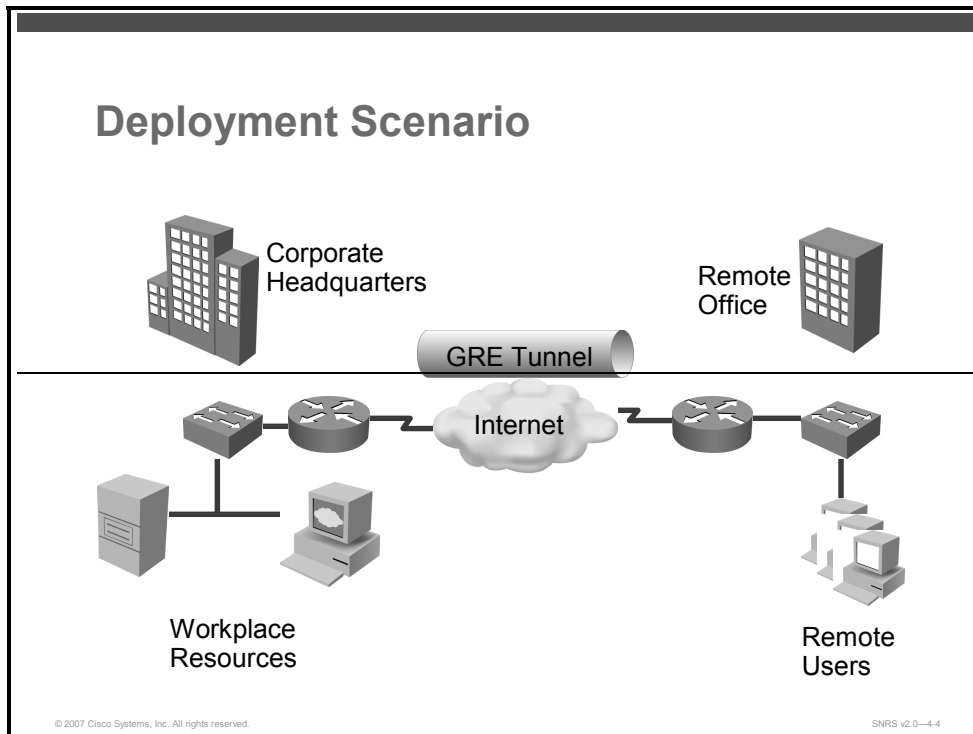 Deployment Scenario
Corporate
Headquarters
Remote
Office
GRE Tunnel
Internet
Workplace
Resources
Remote
Users
© 2007 Cisco Systems, Inc. All rights reserved.
SNRS v2.0—4-4